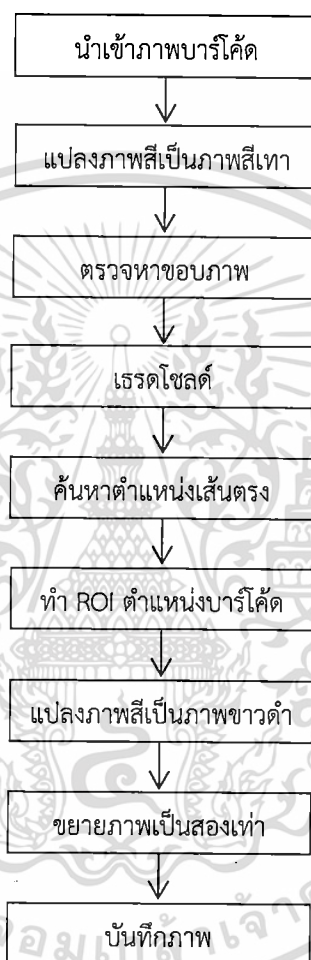 นำเข้าภาพบาร์โค้ด
แปลงภาพสีเป็นภาพสีเทา
ตรวจหาขอบภาพ
เธรดโชลด์
ค้นหาตำแหน่งเส้นตรง
ทำ ROI ตำแหน่งบาร์โค้ด
แปลงภาพสีเป็นภาพขาวดำ
ขยายภาพเป็นสองเท่า
บันทึกภาพ